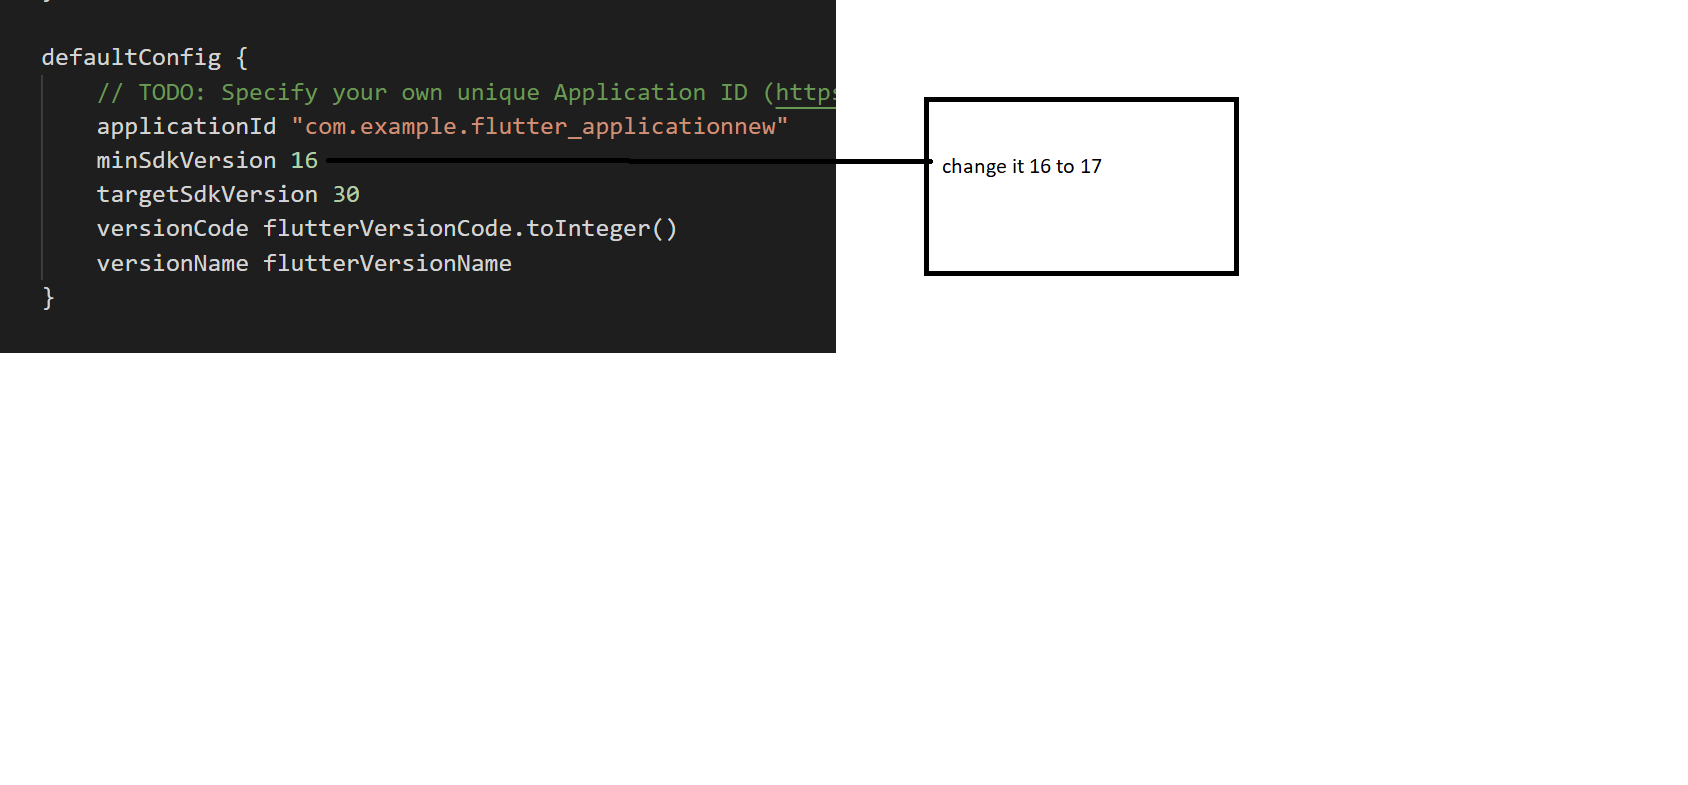 }
defaultConfig {
// TODO: Specify your own unique Application ID (https
applicationId "com.example.flutter_applicationnew"
minSdkVersion 16
change it 16 to 17
targetSdkVersion 30
versionCode flutterVersionCode.toInteger()
versionName flutterVersionName
}